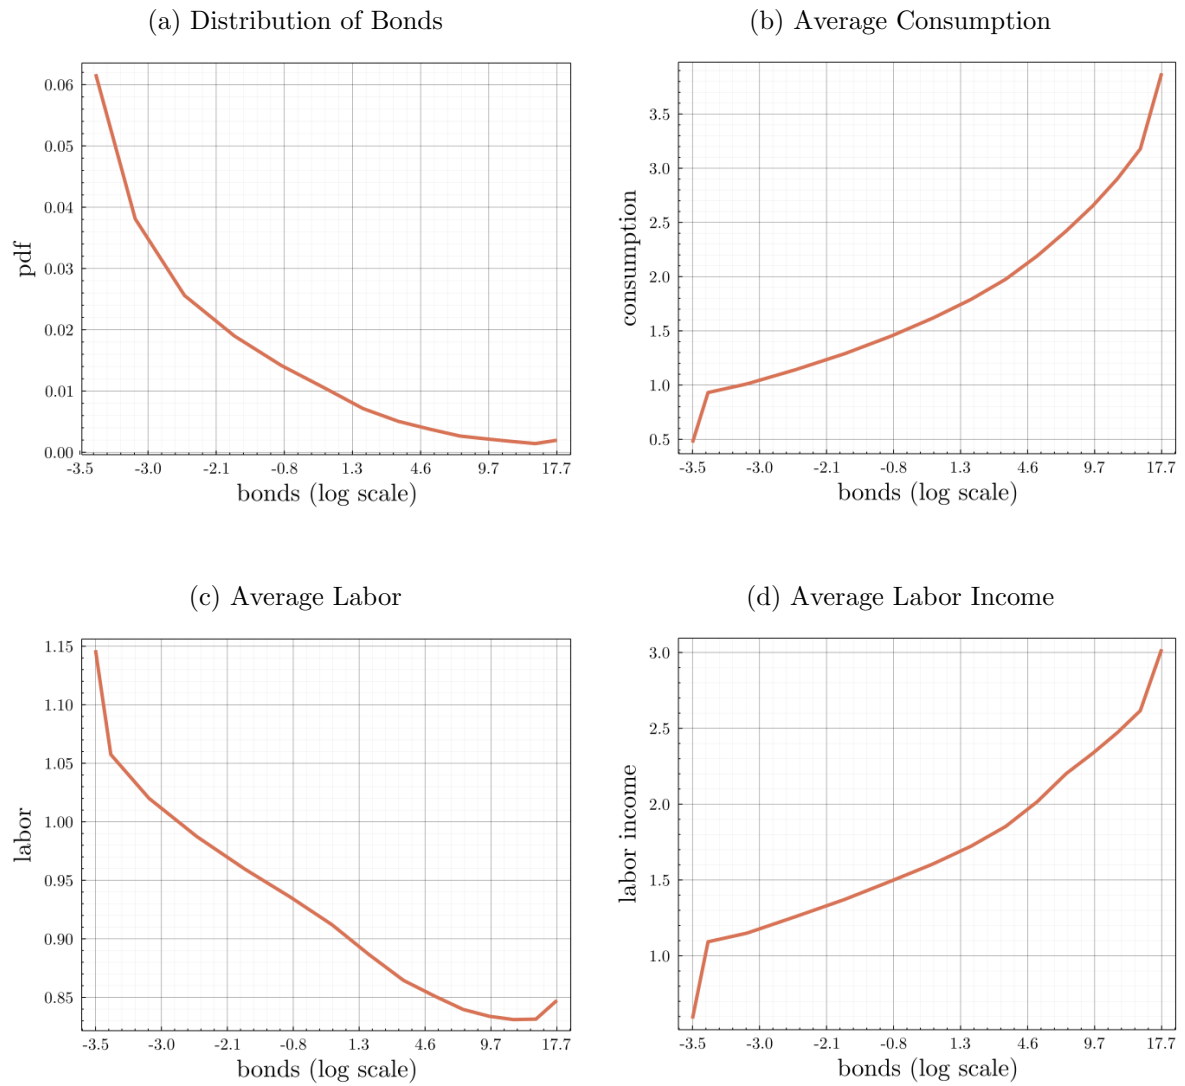 (a) Distribution of Bonds
0.06
0.05
0.04
0.03
0.02
0.01
0.00
pdf
-3.5 -3.0 -2.1 -0.8 1.3 4.6 9.7 17.7
bonds (log scale)
(b) Average Consumption
3.5
3.0
2.5
2.0
1.5
1.0
0.5
consumption
-3.5 -3.0 -2.1 -0.8 1.3 4.6 9.7 17.7
bonds (log scale)
(c) Average Labor
1.15
1.10
1.05
1.00
0.95
0.90
0.85
labor
-3.5 -3.0 -2.1 -0.8 1.3 4.6 9.7 17.7
bonds (log scale)
(d) Average Labor Income
3.0
2.5
2.0
1.5
1.0
labor income
-3.5 -3.0 -2.1 -0.8 1.3 4.6 9.7 17.7
bonds (log scale)